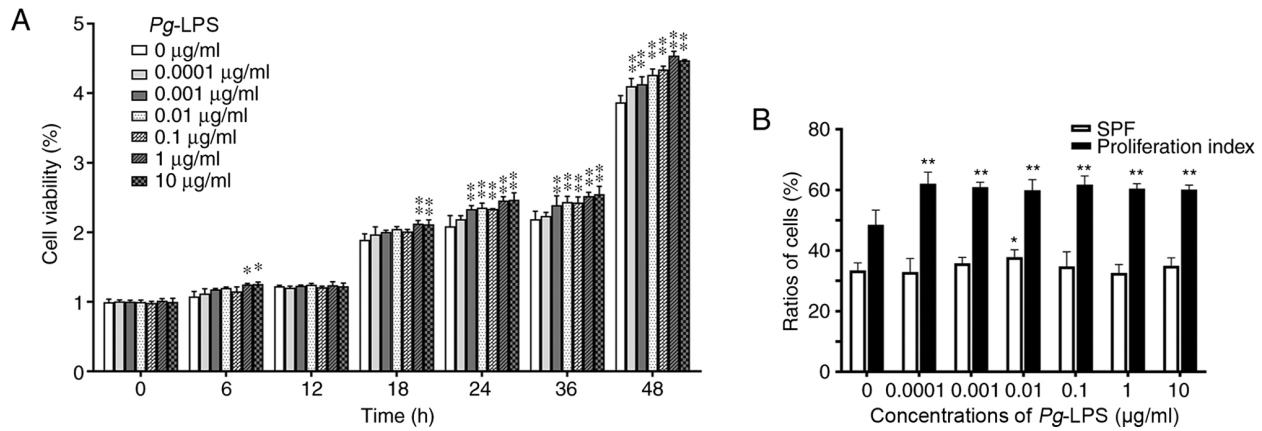 A
Pg-LPS
0 µg/ml
0.0001 µg/ml
0.001 µg/ml
0.01 µg/ml
0.1 µg/ml
1 µg/ml
10 µg/ml
Cell viability (%)
5
4
3
2
1
0
** ** ** ** ** **
** ** ** ** **
** ** ** ** **
** **
* *
0 6 12 18 24 36 48
Time (h)
B
SPF
Proliferation index
Ratios of cells (%)
80
60
40
20
0
** ** ** ** ** **
*
0 0.0001 0.001 0.01 0.1 1 10
Concentrations of Pg-LPS (µg/ml)